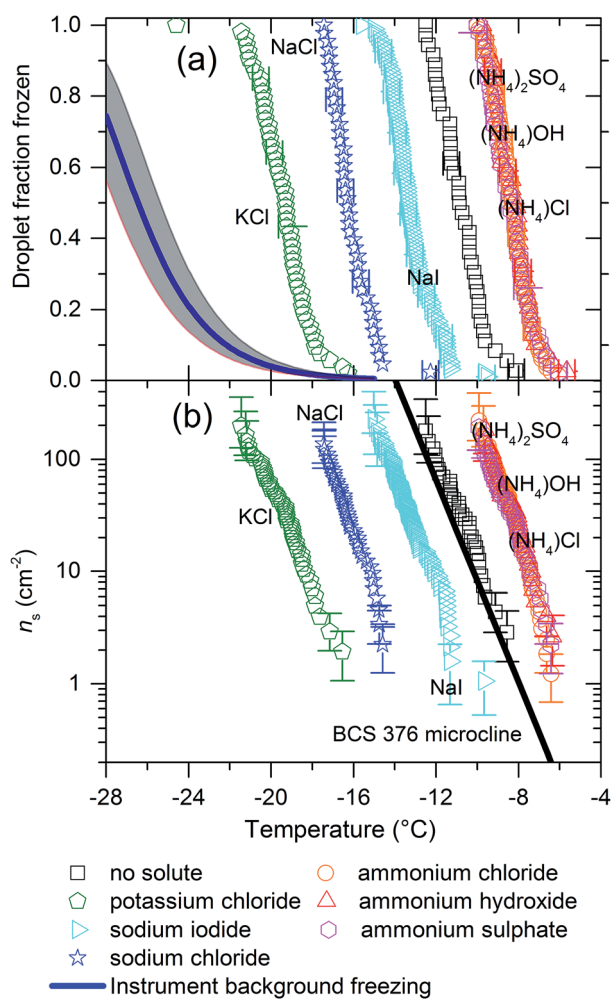 1.0
0.8
0.6
0.4
0.2
0.0
Droplet fraction frozen
(a)
KCl
NaCl
NaI
(NH₄)₂SO₄
(NH₄)OH
(NH₄)Cl
100
10
1
nₛ (cm⁻²)
(b)
KCl
NaCl
NaI
(NH₄)₂SO₄
(NH₄)OH
(NH₄)Cl
BCS 376 microcline
-28 -24 -20 -16 -12 -8 -4
Temperature (°C)
no solute
potassium chloride
sodium iodide
sodium chloride
ammonium chloride
ammonium hydroxide
ammonium sulphate
Instrument background freezing